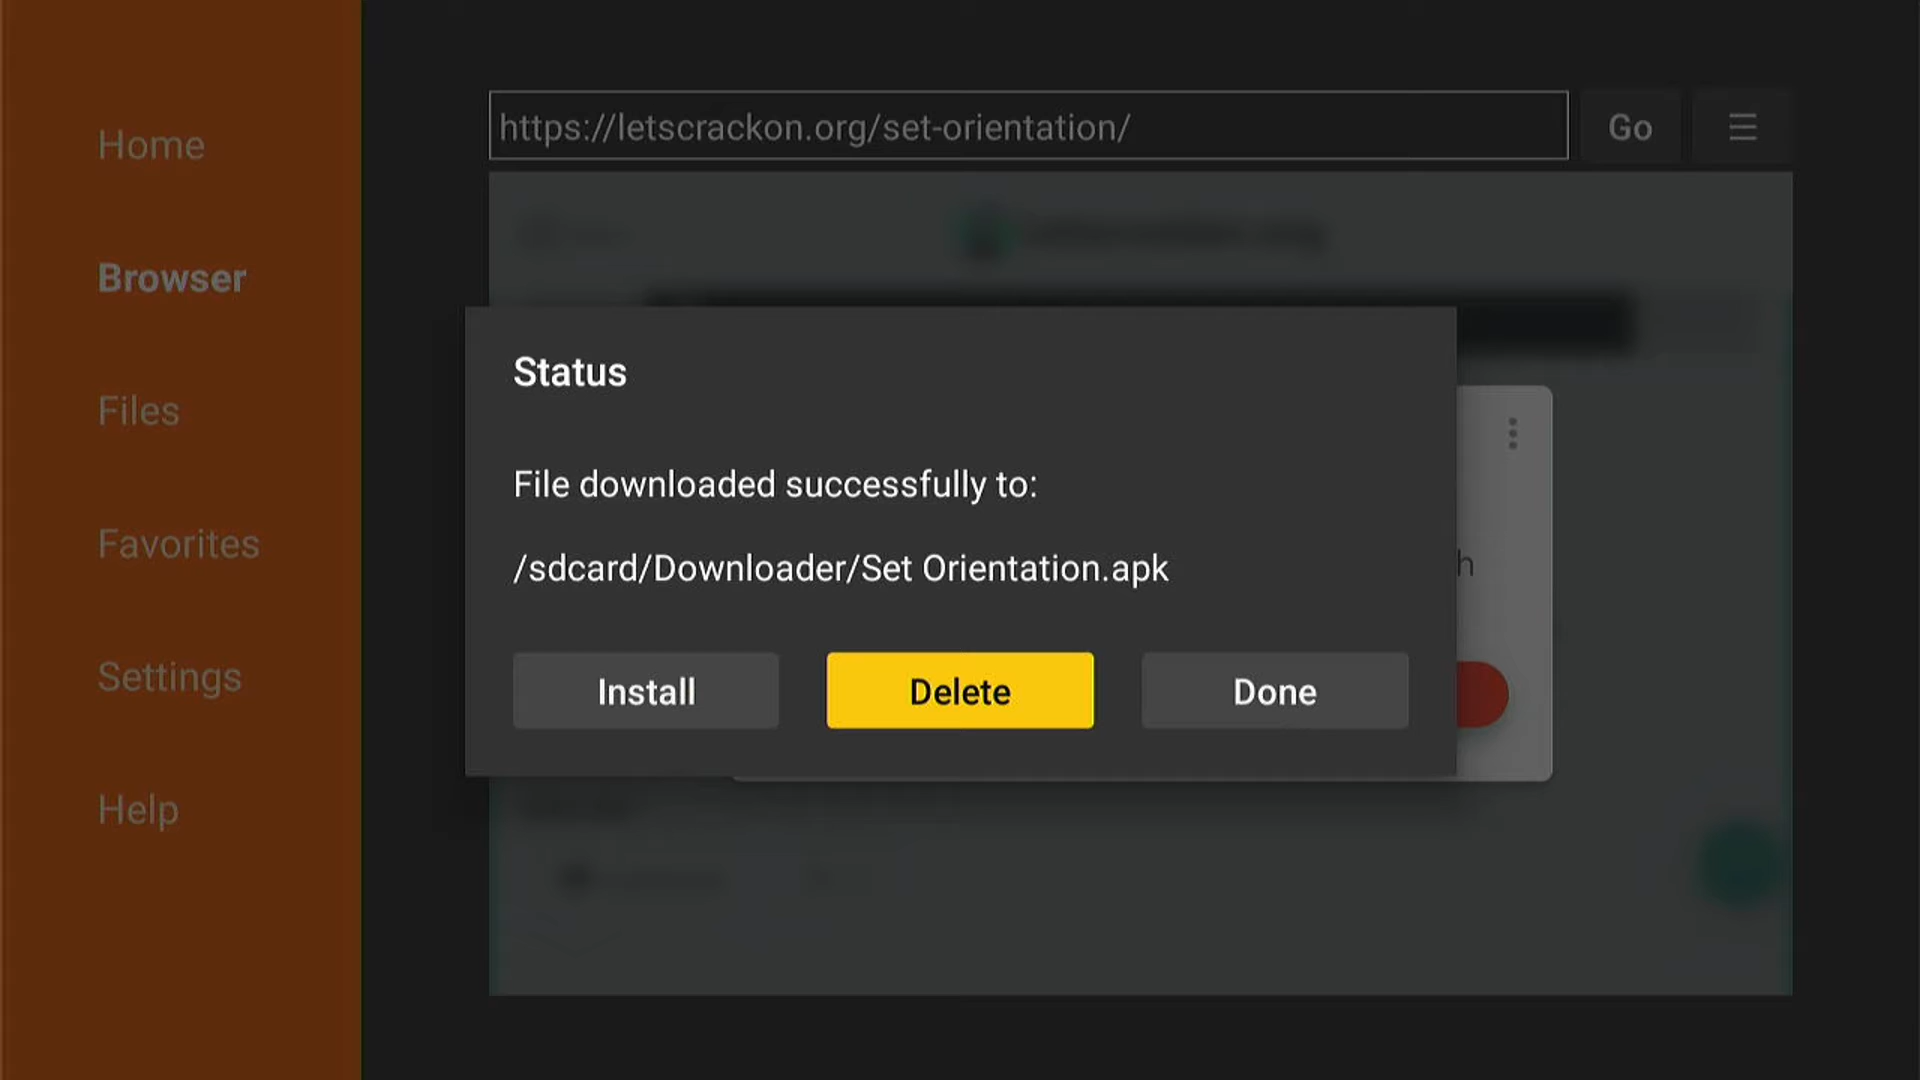 Home
Browser
Files
Favorites
Settings
Help
https://letscrackon.org/set-orientation/
Go
Status
File downloaded successfully to:
/sdcard/Downloader/Set Orientation.apk
Install
Delete
Done
h